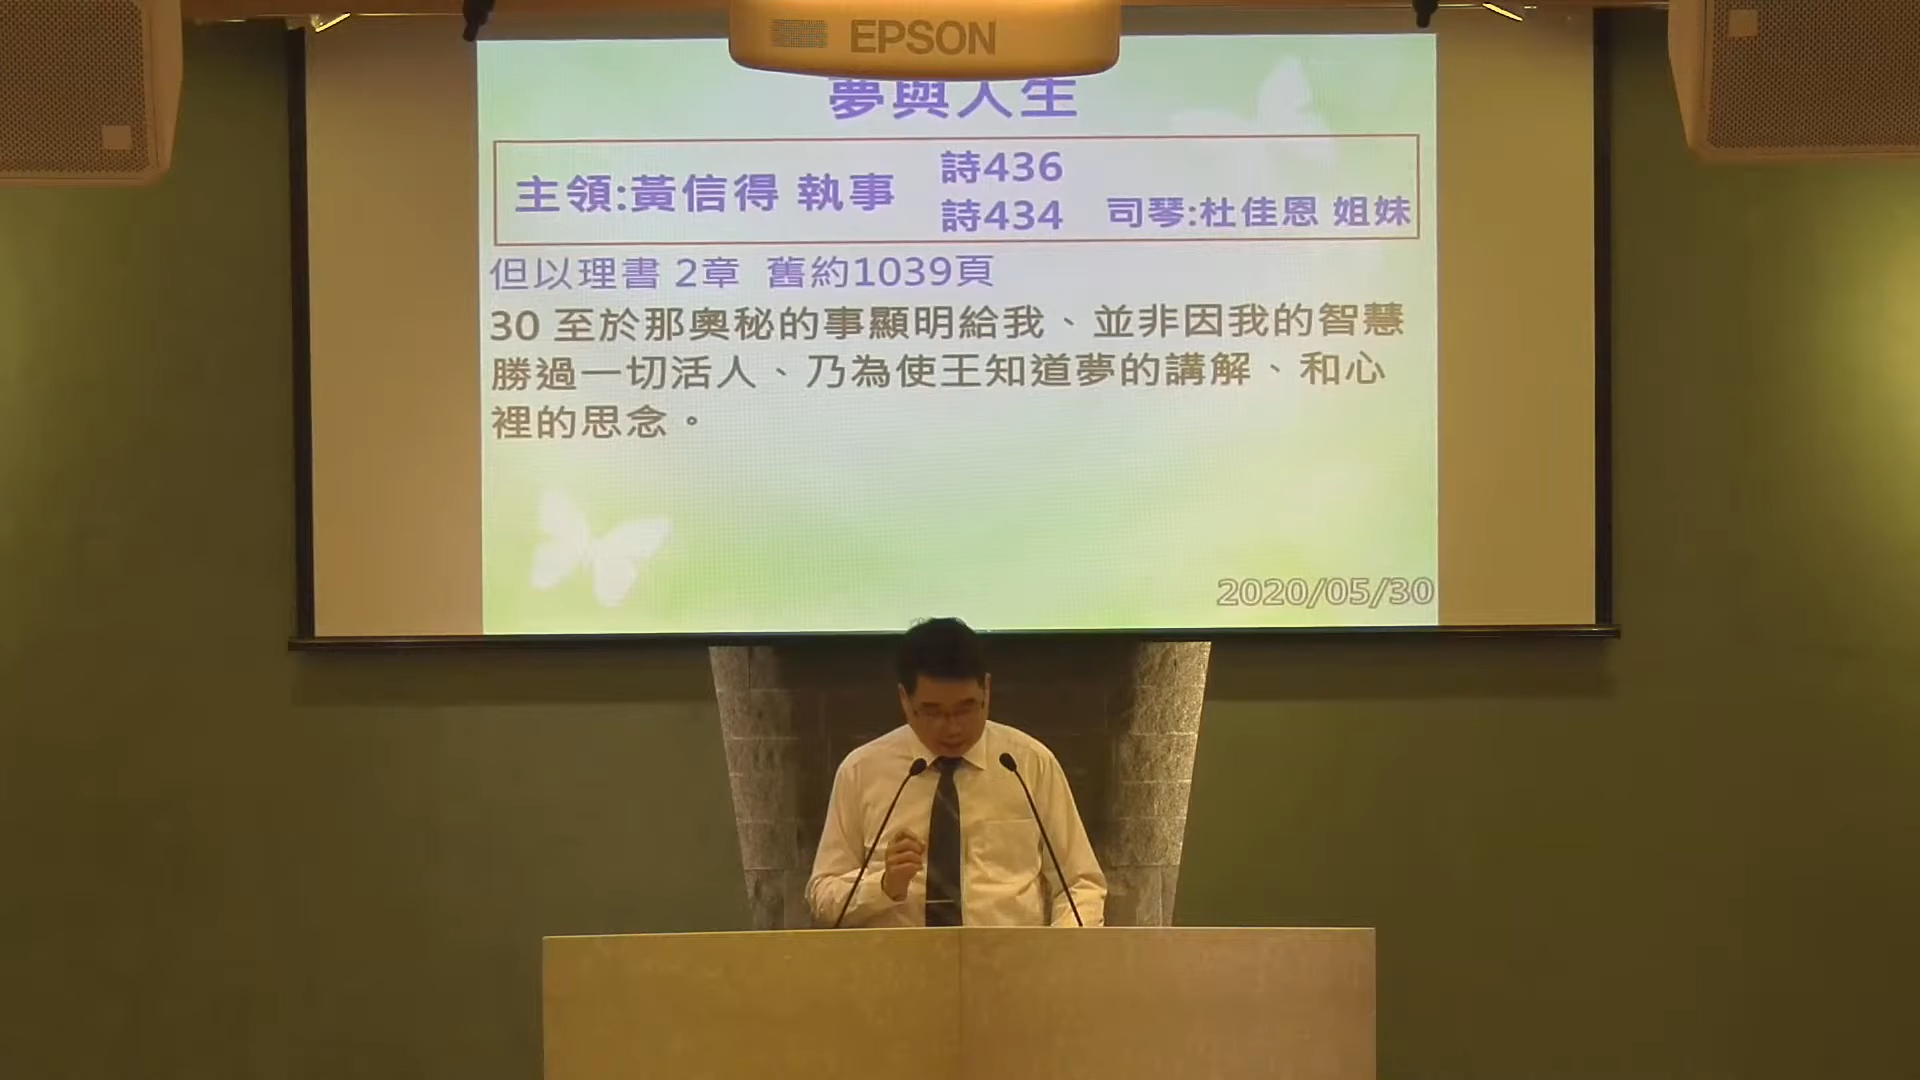 EPSON
夢與人生
主領:黃信得 執事
詩436
詩434
司琴:杜佳恩 姐妹
但以理書 2章 舊約1039頁
30 至於那奧秘的事顯明給我、並非因我的智慧
勝過一切活人、乃為使王知道夢的講解、和心
裡的思念。
2020/05/30